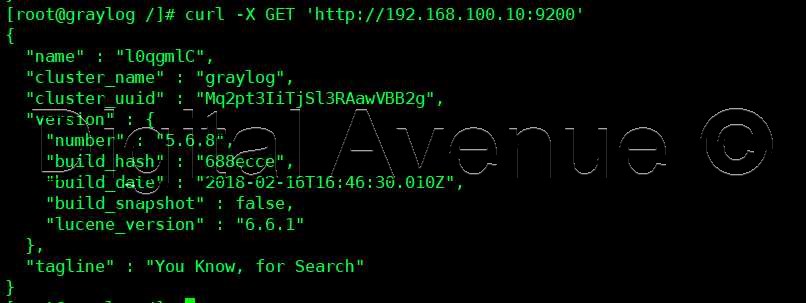 [root@graylog /]# curl -X GET 'http://192.168.100.10:9200'
{
"name" : "l0qgmlC",
"cluster_name" : "graylog",
"cluster_uuid" : "Mq2pt3IiTjSl3RAawVBB2g",
"version" : {
"number" : "5.6.8",
"build_hash" : "688ecce",
"build_date" : "2018-02-16T16:46:30.010Z",
"build_snapshot" : false,
"lucene_version" : "6.6.1"
},
"tagline" : "You Know, for Search"
}
Digital Avenue ©